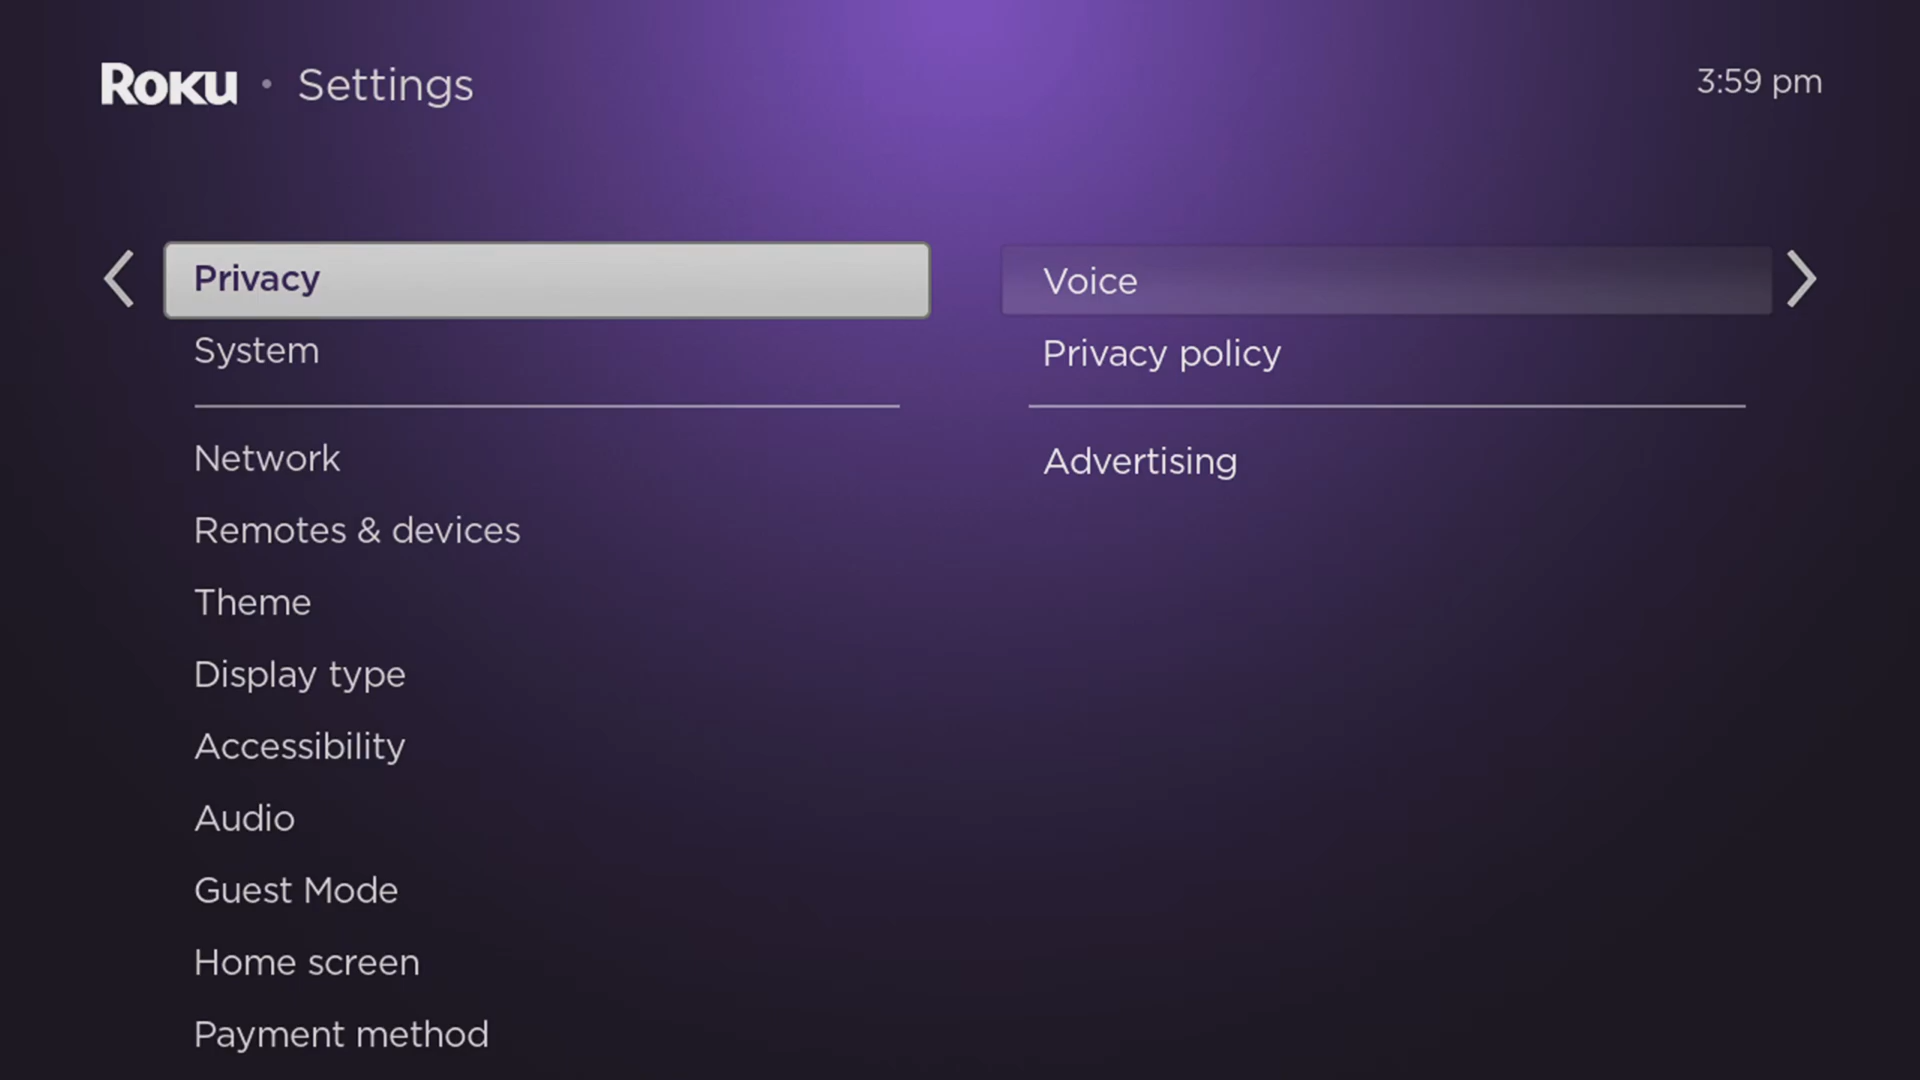 Roku • Settings
3:59 pm
Privacy
System
Network
Remotes & devices
Theme
Display type
Accessibility
Audio
Guest Mode
Home screen
Payment method
Voice
Privacy policy
Advertising